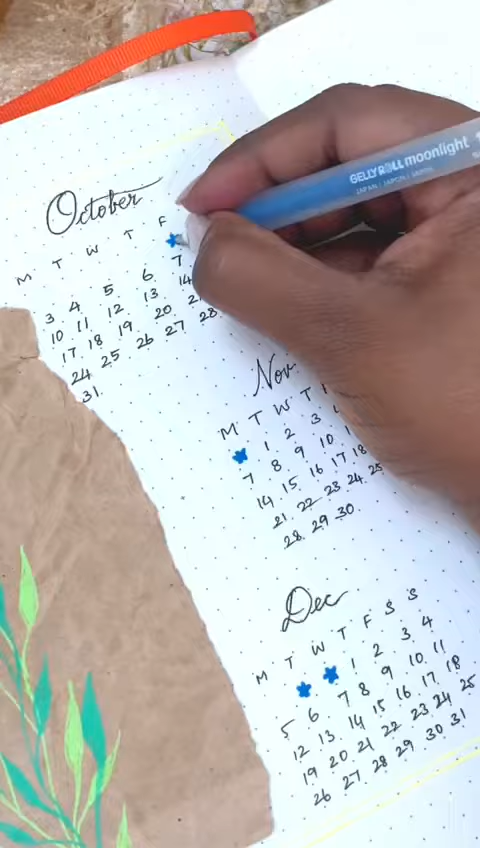 October
M T W T F
3 4 5 6 7
10 11 12 13 14
17 18 19 20 21
24 25 26 27 28
31
GELLY ROLL moonlight
JAPAN / JAPON / JAPÓN
Nov
M T W T
1 2 3
7 8 9 10
14 15 16 17 18
21 22 23 24 25
28 29 30
Dec
M T W T F S S
1 2 3 4
5 6 7 8 9 10 11
12 13 14 15 16 17 18
19 20 21 22 23 24 25
26 27 28 29 30 31